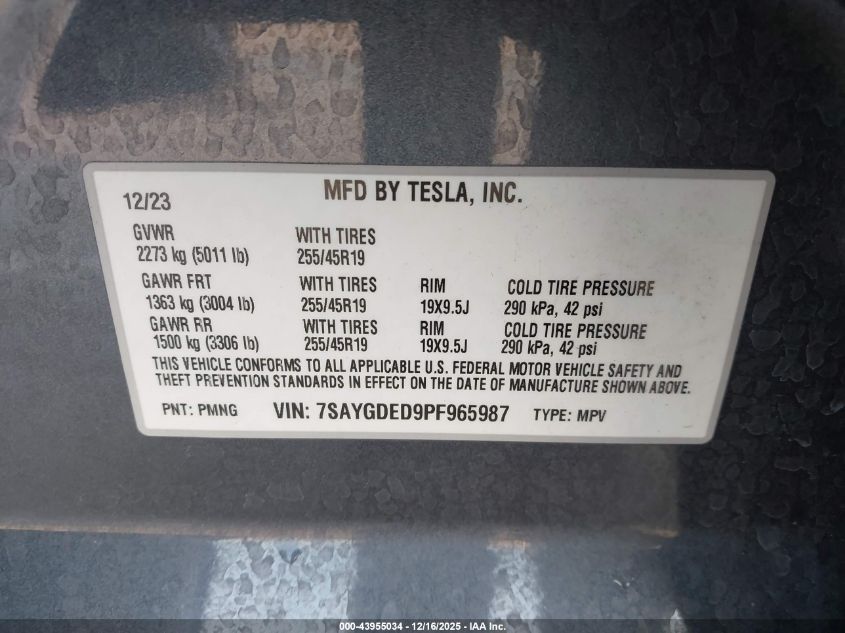 MFD BY TESLA, INC.
12/23
GVWR WITH TIRES
2273 kg (5011 lb) 255/45R19
GAWR FRT WITH TIRES RIM COLD TIRE PRESSURE
1363 kg (3004 lb) 255/45R19 19X9.5J 290 kPa, 42 psi
GAWR RR WITH TIRES RIM COLD TIRE PRESSURE
1500 kg (3306 lb) 255/45R19 19X9.5J 290 kPa, 42 psi
THIS VEHICLE CONFORMS TO ALL APPLICABLE U.S. FEDERAL MOTOR VEHICLE SAFETY AND
THEFT PREVENTION STANDARDS IN EFFECT ON THE DATE OF MANUFACTURE SHOWN ABOVE.
PNT: PMNG VIN: 7SAYGDED9PF965987 TYPE: MPV
000-43955034 - 12/16/2025 - IAA Inc.